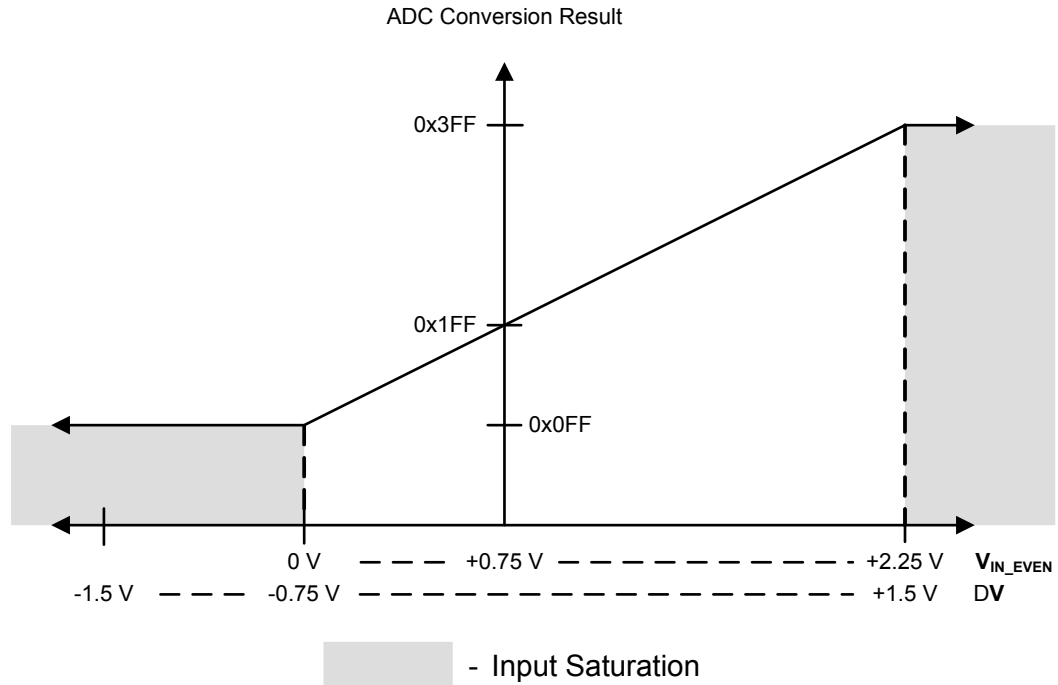 ADC Conversion Result
0x3FF
0x1FF
0x0FF
0 V +0.75 V +2.25 V VIN_EVEN
-1.5 V -0.75 V +1.5 V DV
- Input Saturation